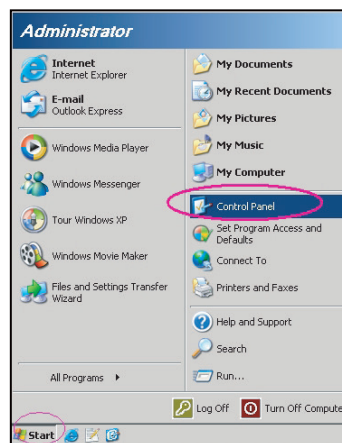 Administrator
Internet
Internet Explorer
E-mail
Outlook Express
Windows Media Player
Windows Messenger
Tour Windows XP
Windows Movie Maker
Files and Settings Transfer
Wizard
All Programs
My Documents
My Recent Documents
My Pictures
My Music
My Computer
Control Panel
Set Program Access and
Defaults
Connect To
Printers and Faxes
Help and Support
Search
Run...
Log Off
Turn Off Compute
Start